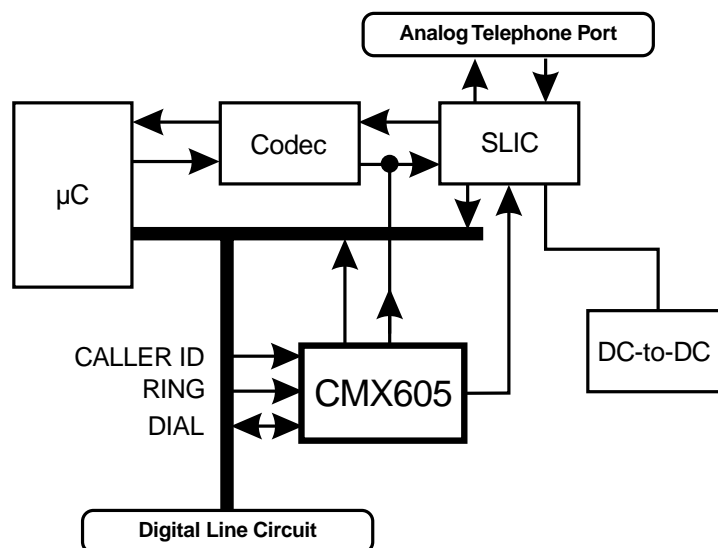 Analog Telephone Port
Codec
SLIC
µC
CALLER ID
RING
DIAL
CMX605
DC-to-DC
Digital Line Circuit